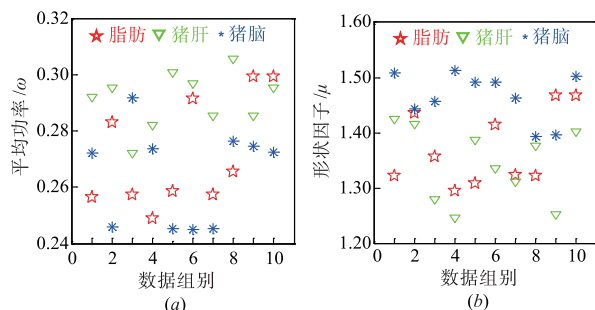 ☆脂肪 ▽猪肝 *猪脑
0.32
0.30
0.28
0.26
0.24
平均功率/ω
0 2 4 6 8 10
数据组别
(a)
☆脂肪 ▽猪肝 *猪脑
1.60
1.50
1.40
1.30
1.20
形状因子/μ
0 2 4 6 8 10
数据组别
(b)